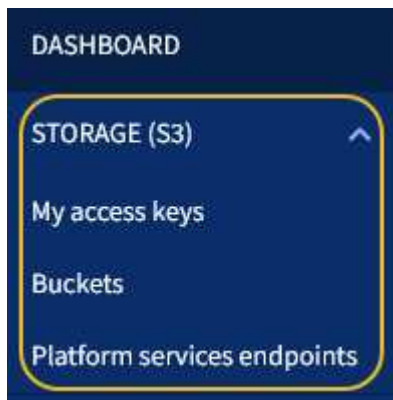 DASHBOARD
STORAGE (S3)
My access keys
Buckets
Platform services endpoints